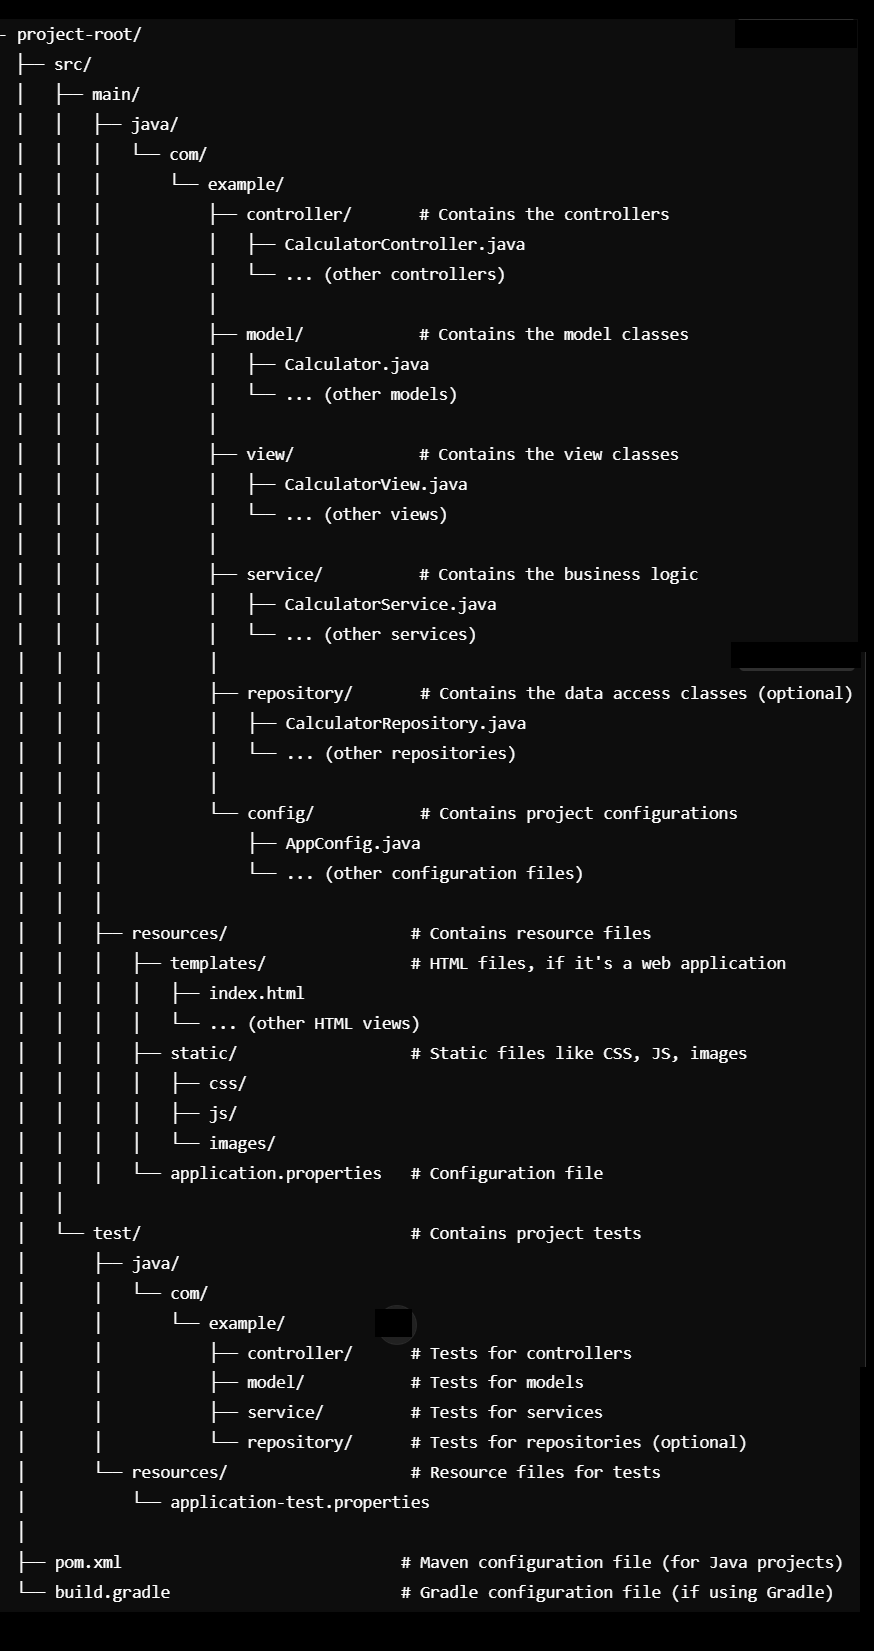 project-root/
├── src/
│   ├── main/
│   │   ├── java/
│   │   │   └── com/
│   │   │       └── example/
│   │   │           ├── controller/       # Contains the controllers
│   │   │           │   ├── CalculatorController.java
│   │   │           │   └── ... (other controllers)
│   │   │           │
│   │   │           ├── model/            # Contains the model classes
│   │   │           │   ├── Calculator.java
│   │   │           │   └── ... (other models)
│   │   │           │
│   │   │           ├── view/             # Contains the view classes
│   │   │           │   ├── CalculatorView.java
│   │   │           │   └── ... (other views)
│   │   │           │
│   │   │           ├── service/          # Contains the business logic
│   │   │           │   ├── CalculatorService.java
│   │   │           │   └── ... (other services)
│   │   │           │
│   │   │           ├── repository/       # Contains the data access classes (optional)
│   │   │           │   ├── CalculatorRepository.java
│   │   │           │   └── ... (other repositories)
│   │   │           │
│   │   │           └── config/           # Contains project configurations
│   │   │               ├── AppConfig.java
│   │   │               └── ... (other configuration files)
│   │   │
│   │   ├── resources/                   # Contains resource files
│   │   │   ├── templates/               # HTML files, if it's a web application
│   │   │   │   ├── index.html
│   │   │   │   └── ... (other HTML views)
│   │   │   ├── static/                  # Static files like CSS, JS, images
│   │   │   │   ├── css/
│   │   │   │   ├── js/
│   │   │   │   └── images/
│   │   │   └── application.properties   # Configuration file
│   │
│   └── test/                            # Contains project tests
│       ├── java/
│       │   └── com/
│       │       └── example/
│       │           ├── controller/      # Tests for controllers
│       │           ├── model/           # Tests for models
│       │           ├── service/         # Tests for services
│       │           └── repository/      # Tests for repositories (optional)
│       └── resources/                   # Resource files for tests
│           └── application-test.properties
│
├── pom.xml                             # Maven configuration file (for Java projects)
└── build.gradle                        # Gradle configuration file (if using Gradle)